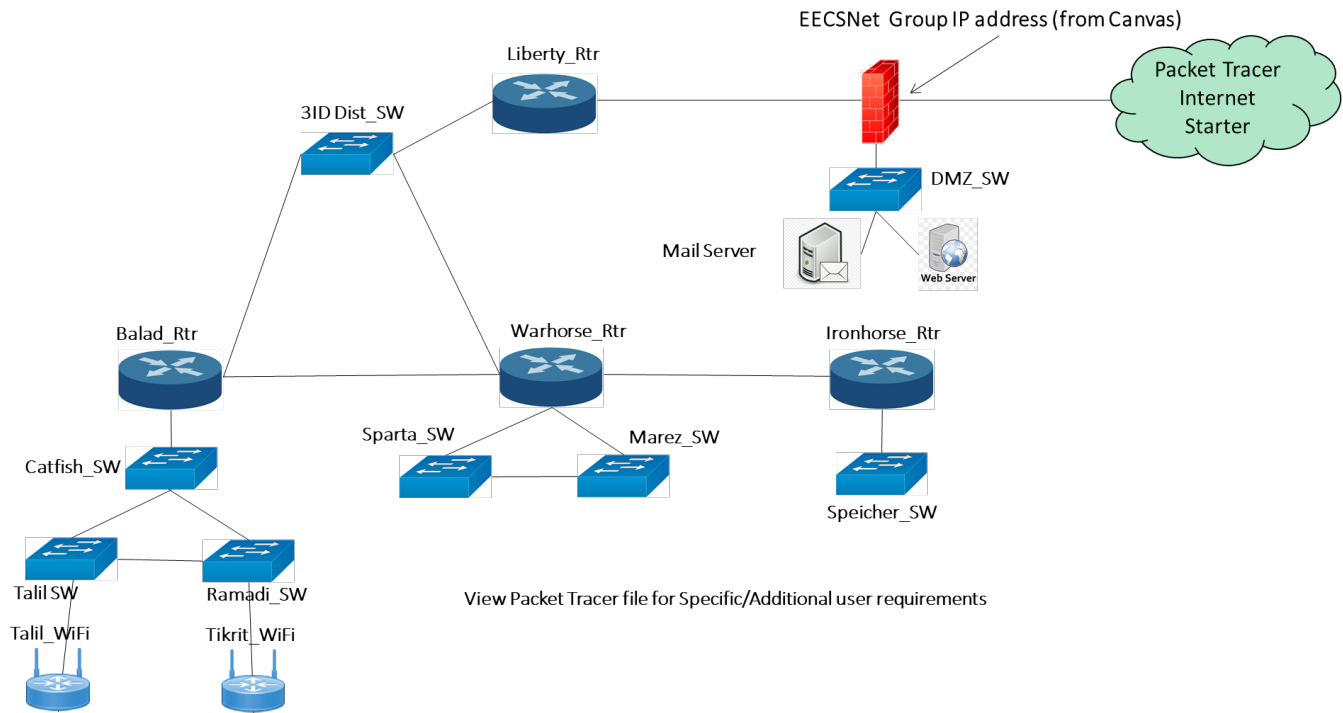 EECSNet Group IP address (from Canvas)
Liberty_Rtr
Packet Tracer
Internet
Starter
3ID Dist_SW
DMZ_SW
Mail Server
Web Server
Balad_Rtr
Warhorse_Rtr
Ironhorse_Rtr
Sparta_SW
Marez_SW
Catfish_SW
Speicher_SW
Talil SW
Ramadi_SW
View Packet Tracer file for Specific/Additional user requirements
Talil_WiFi
Tikrit_WiFi